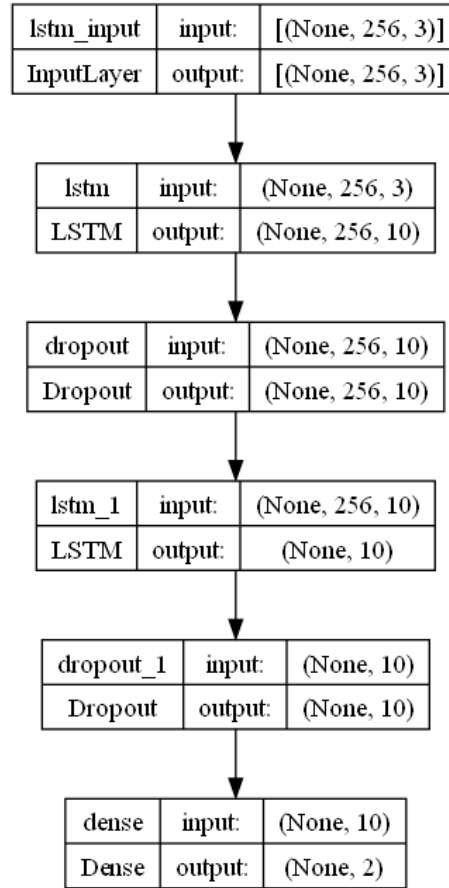 lstm_input input: [(None, 256, 3)]
InputLayer output: [(None, 256, 3)]
lstm input: (None, 256, 3)
LSTM output: (None, 256, 10)
dropout input: (None, 256, 10)
Dropout output: (None, 256, 10)
lstm_1 input: (None, 256, 10)
LSTM output: (None, 10)
dropout_1 input: (None, 10)
Dropout output: (None, 10)
dense input: (None, 10)
Dense output: (None, 2)